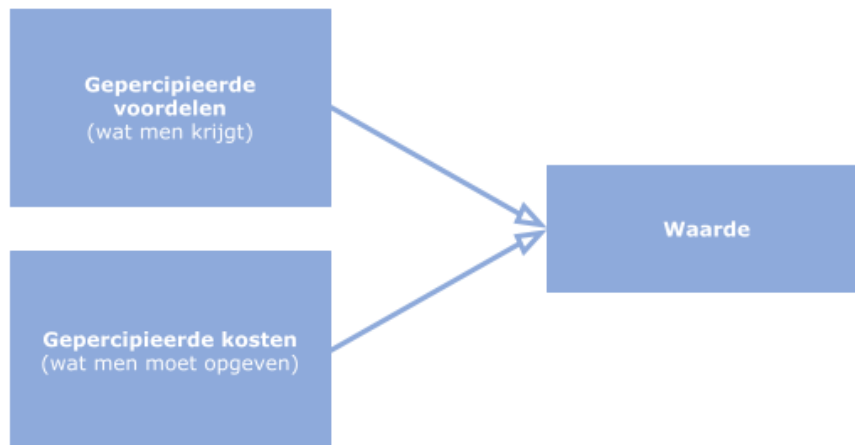 Gepercipieerde
voordelen
(wat men krijgt)
Waarde
Gepercipieerde kosten
(wat men moet opgeven)